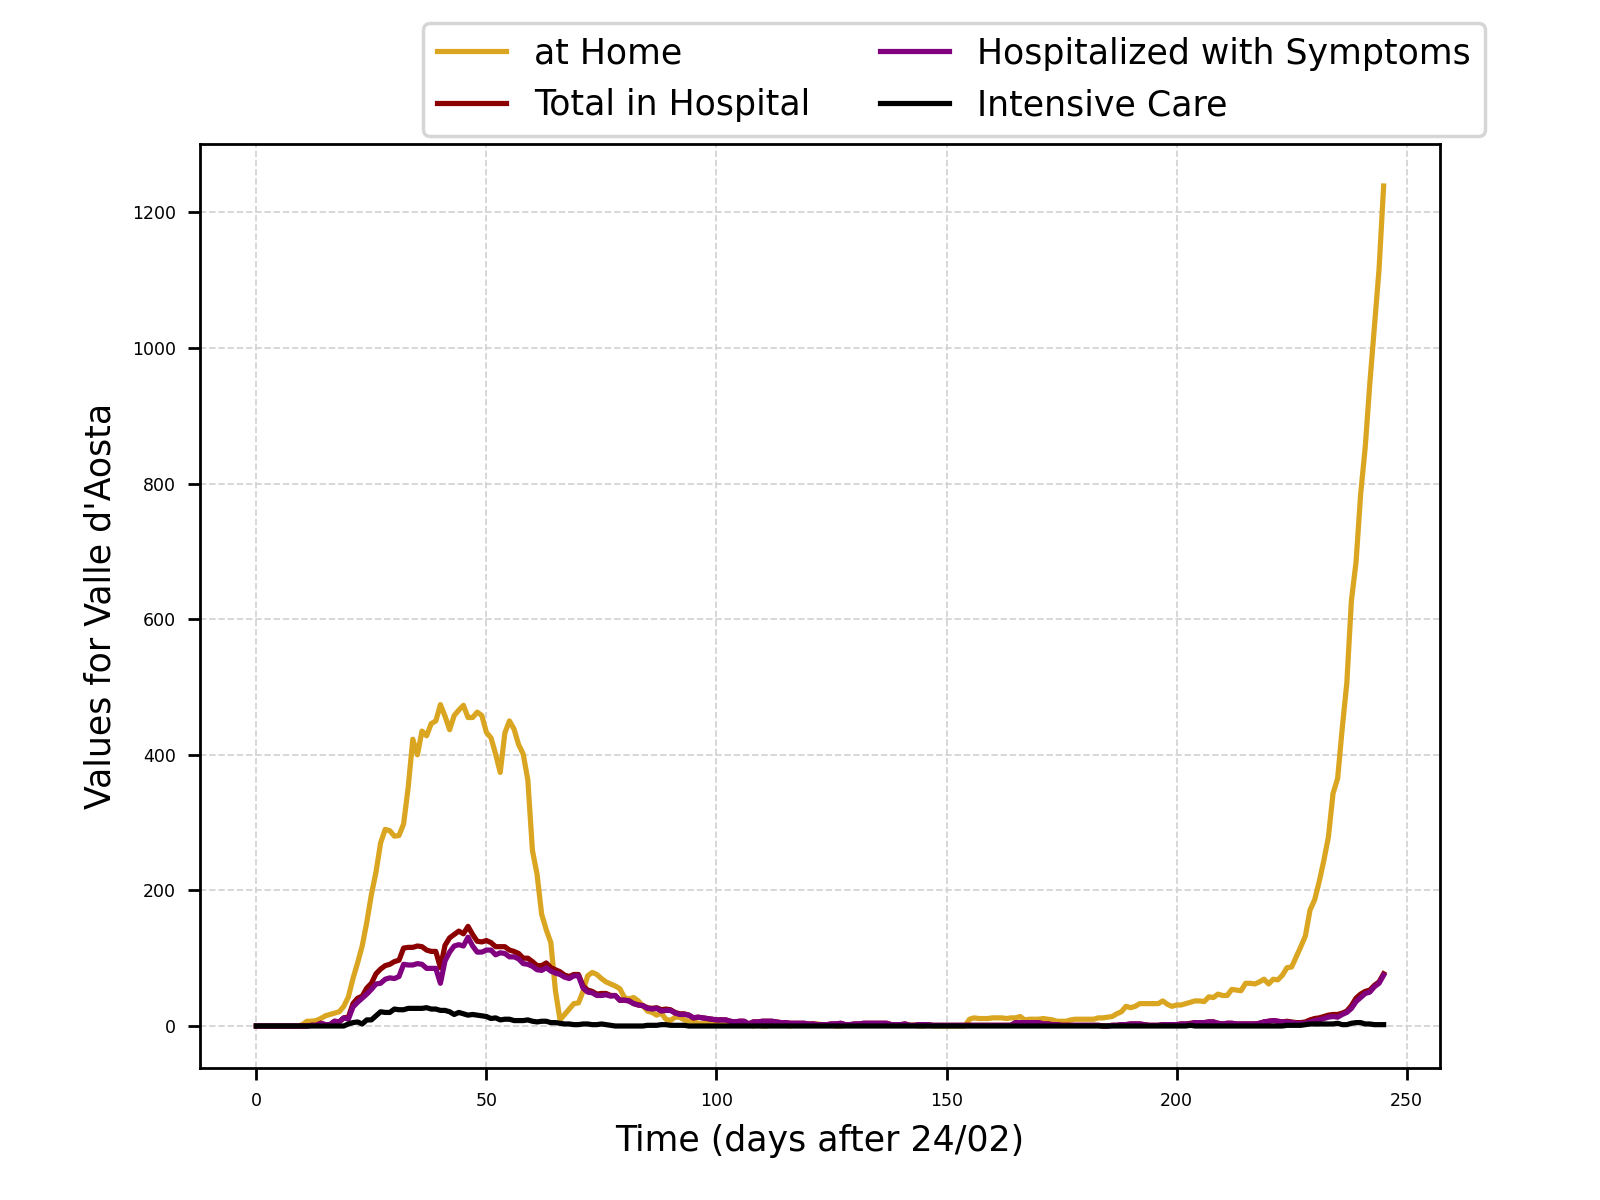 at Home
Total in Hospital
Hospitalized with Symptoms
Intensive Care
Values for Valle d'Aosta
1200
1000
800
600
400
200
0
0 50 100 150 200 250
Time (days after 24/02)